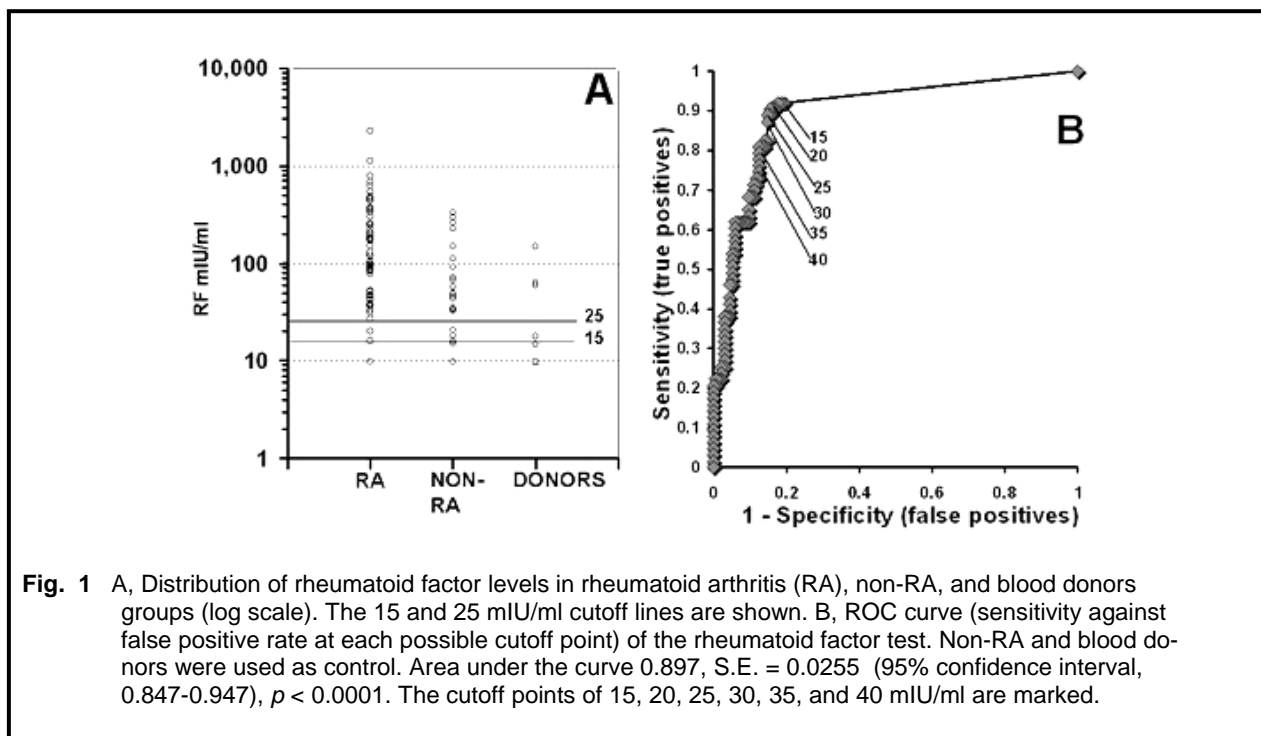 A
10,000
1,000
100
10
1
RF mIU/ml
25
15
RA
NON-
RA
DONORS
B
1
0.9
0.8
0.7
0.6
0.5
0.4
0.3
0.2
0.1
0
Sensitivity (true positives)
15
20
25
30
35
40
0
0.2
0.4
0.6
0.8
1
1 - Specificity (false positives)
Fig. 1 A, Distribution of rheumatoid factor levels in rheumatoid arthritis (RA), non-RA, and blood donors
groups (log scale). The 15 and 25 mIU/ml cutoff lines are shown. B, ROC curve (sensitivity against
false positive rate at each possible cutoff point) of the rheumatoid factor test. Non-RA and blood do-
nors were used as control. Area under the curve 0.897, S.E. = 0.0255 (95% confidence interval,
0.847-0.947), p < 0.0001. The cutoff points of 15, 20, 25, 30, 35, and 40 mIU/ml are marked.